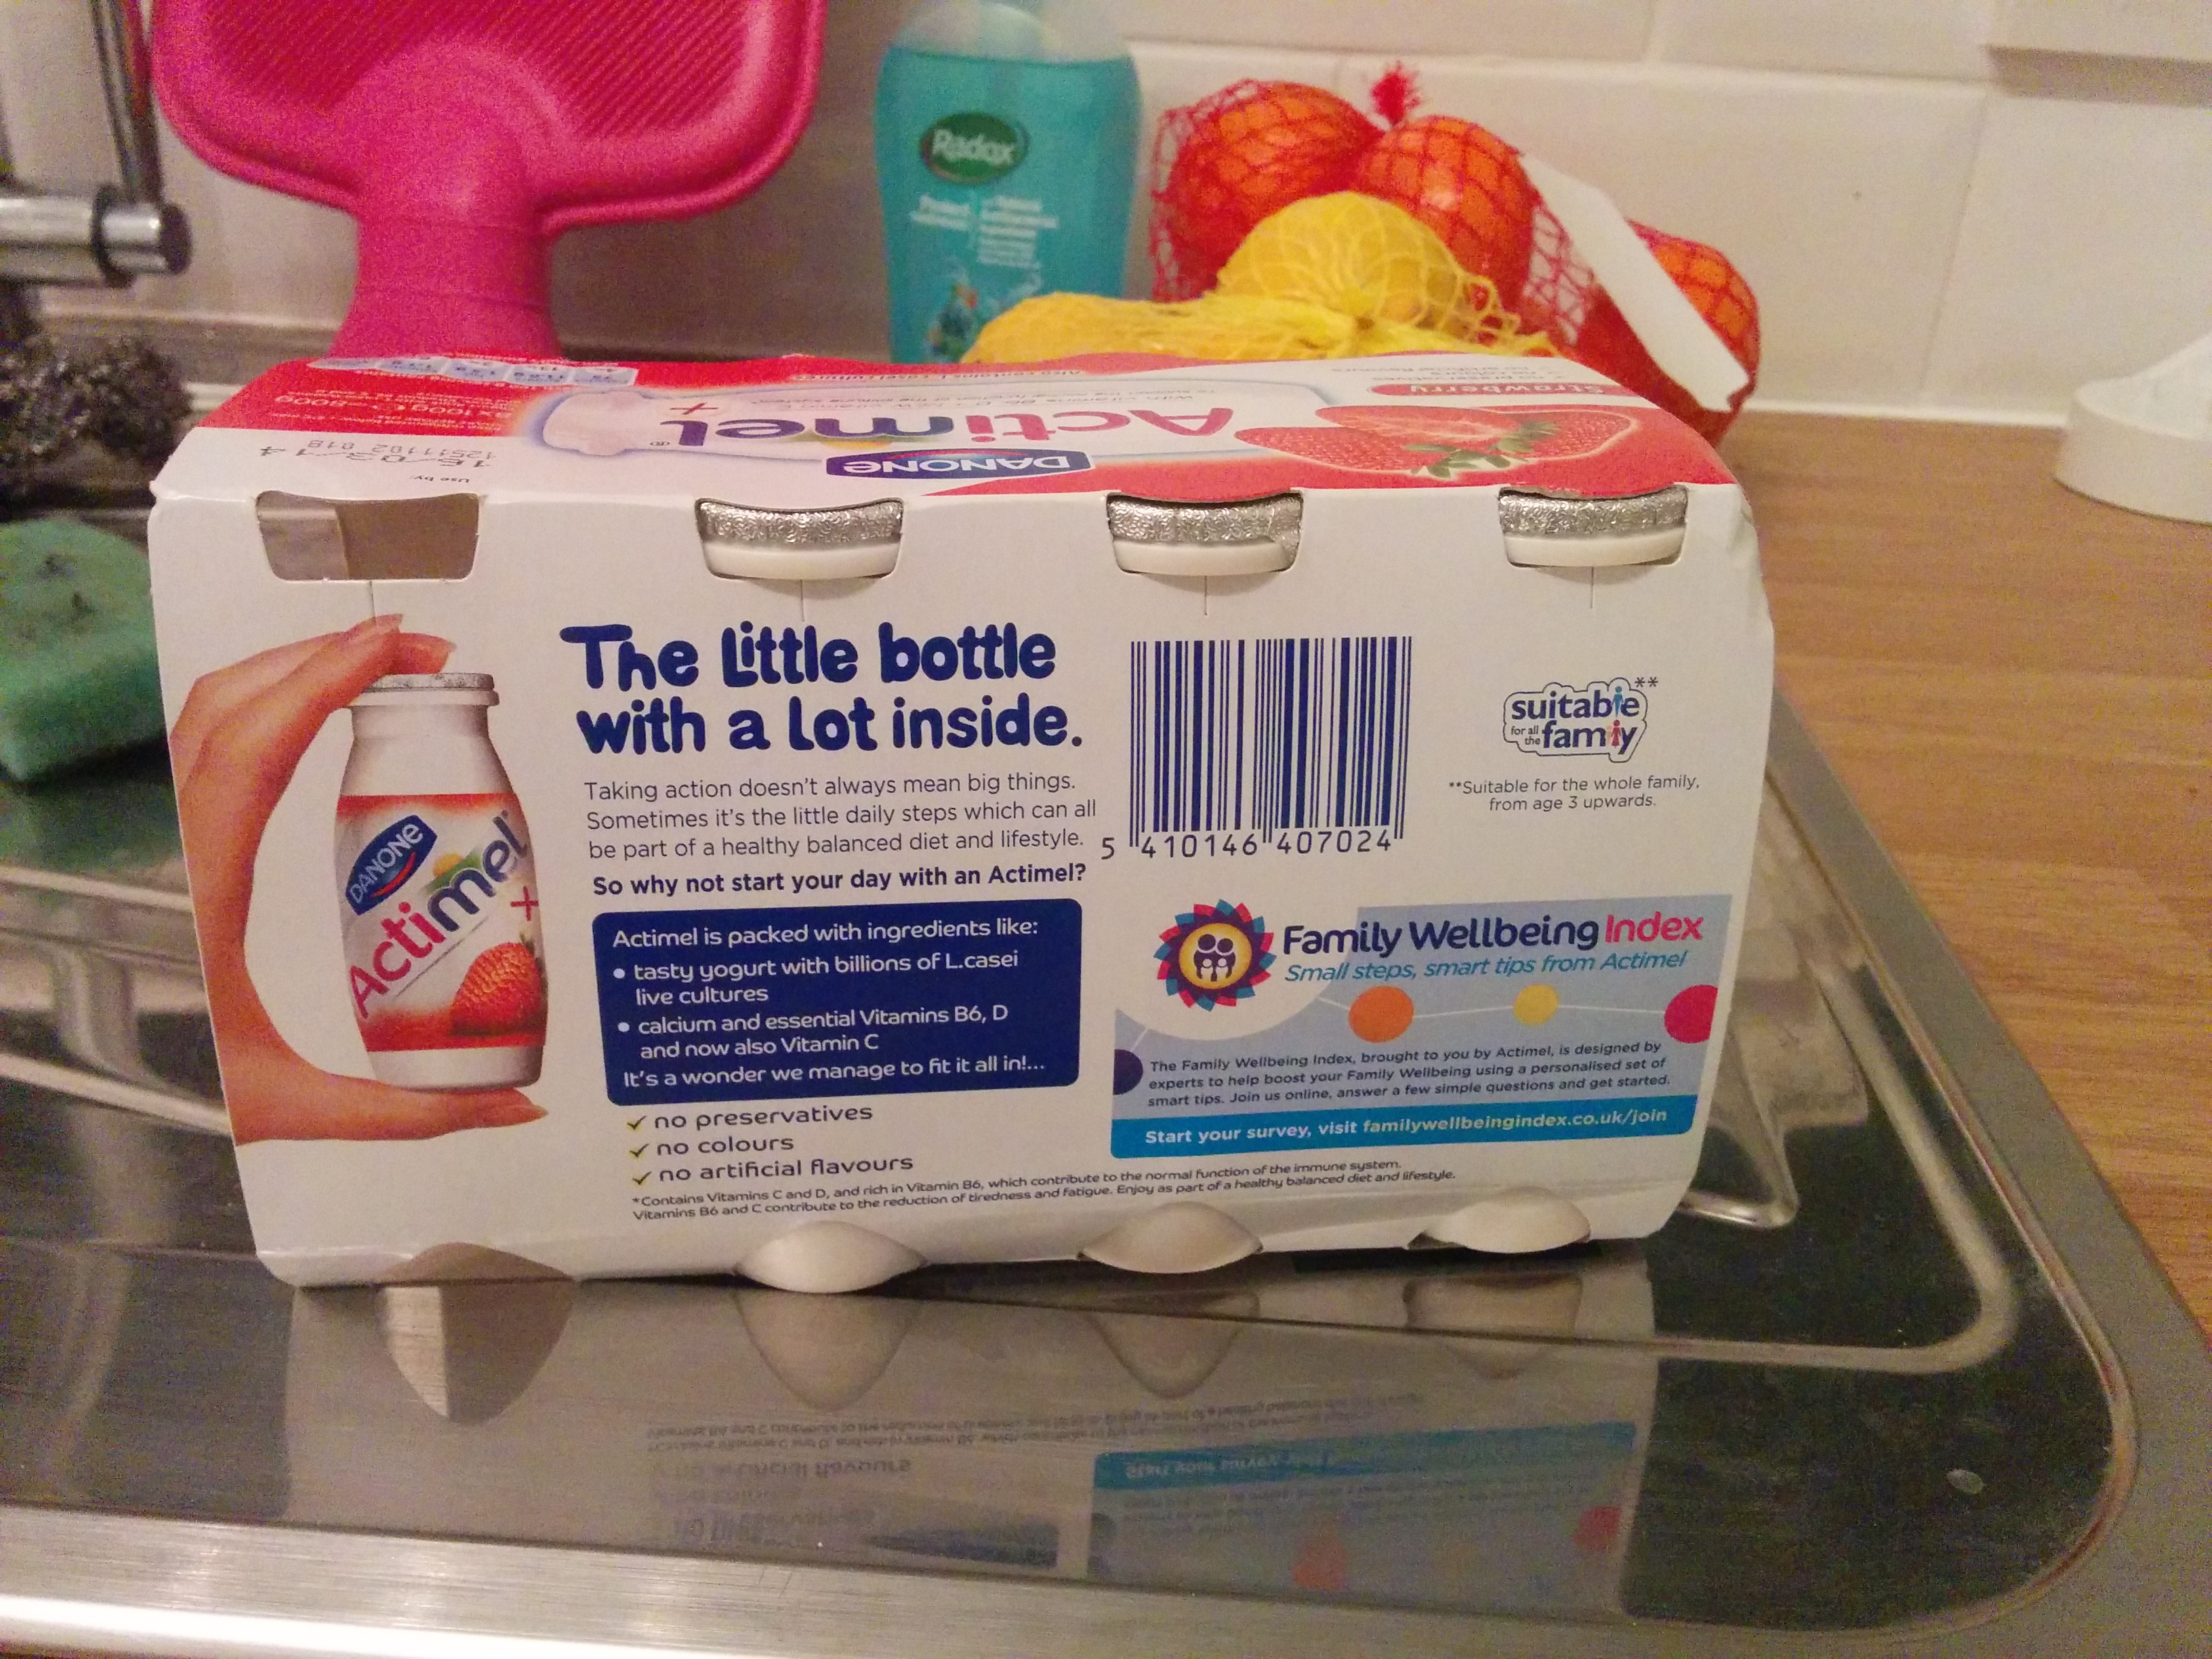 Radox
Protect
Strawberry
Actimel
+
DANONE
8 x 100g e = 800g
Use by:
15/03/14
The little bottle
with a lot inside.
Taking action doesn't always mean big things.
Sometimes it's the little daily steps which can all
be part of a healthy balanced diet and lifestyle.
So why not start your day with an Actimel?
DANONE
Actimel
+
Actimel is packed with ingredients like:
• tasty yogurt with billions of L.casei
live cultures
• calcium and essential Vitamins B6, D
and now also Vitamin C
It's a wonder we manage to fit it all in!...
✓ no preservatives
✓ no colours
✓ no artificial flavours
*Contains Vitamins C and D, and rich in Vitamin B6, which contribute to the normal function of the immune system.
Vitamins B6 and C contribute to the reduction of tiredness and fatigue. Enjoy as part of a healthy balanced diet and lifestyle.
5 410146 407024
suitable**
for all
the family
**Suitable for the whole family,
from age 3 upwards.
Family Wellbeing Index
Small steps, smart tips from Actimel
The Family Wellbeing Index, brought to you by Actimel, is designed by
experts to help boost your Family Wellbeing using a personalised set of
smart tips. Join us online, answer a few simple questions and get started.
Start your survey, visit familywellbeingindex.co.uk/join